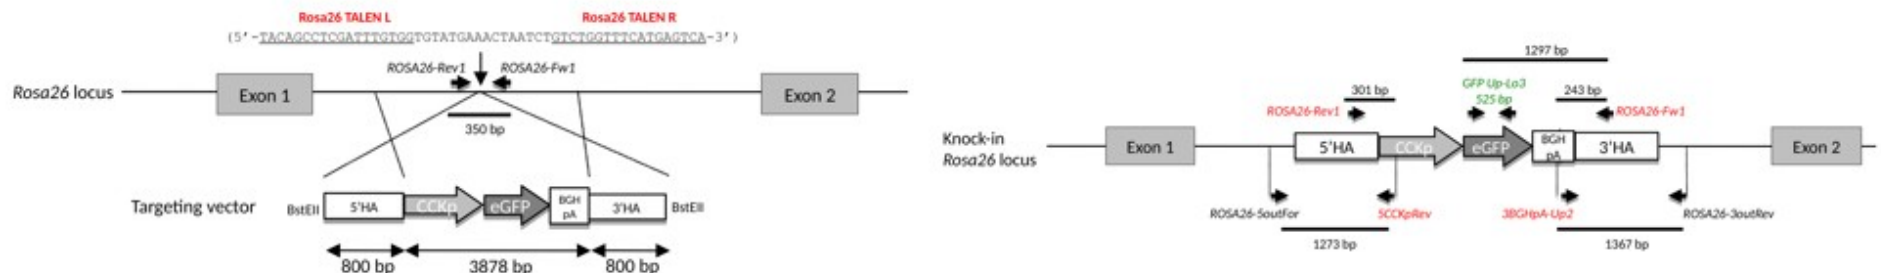 Rosa26 TALEN L
Rosa26 TALEN R
(5'-TACAGCCTCGATTTGTGGTGTATGAAACTAATCTGTCTGGTTTCATGAGTCA-3')
ROSA26-Rev1
ROSA26-Fw1
Rosa26 locus
Exon 1
Exon 2
350 bp
Targeting vector
BstEII
5'HA
CCKp
eGFP
BGH
pA
3'HA
BstEII
800 bp
3878 bp
800 bp
1297 bp
GFP Up-Lo3
525 bp
301 bp
243 bp
ROSA26-Rev1
ROSA26-Fw1
Knock-in
Rosa26 locus
Exon 1
5'HA
CCKp
eGFP
BGH
pA
3'HA
Exon 2
ROSA26-5outFor
5CCKpRev
3BGHpA-Up2
ROSA26-3outRev
1273 bp
1367 bp